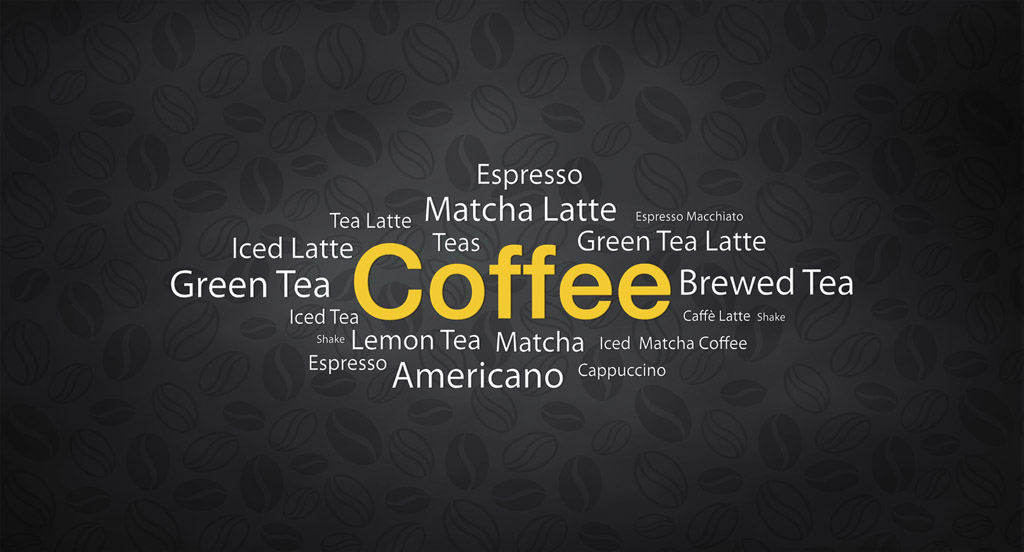 Espresso
Matcha Latte
Espresso Macchiato
Tea Latte
Teas
Green Tea Latte
Iced Latte
Coffee
Green Tea
Brewed Tea
Iced Tea
Caffè Latte
Shake
Shake
Lemon Tea
Matcha
Iced Matcha Coffee
Espresso
Americano
Cappuccino